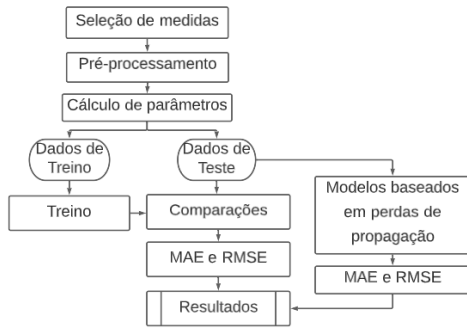 Seleção de medidas
Pré-processamento
Cálculo de parâmetros
Dados de
Treino
Dados de
Teste
Treino
Comparações
Modelos baseados
em perdas de
propagação
MAE e RMSE
MAE e RMSE
Resultados